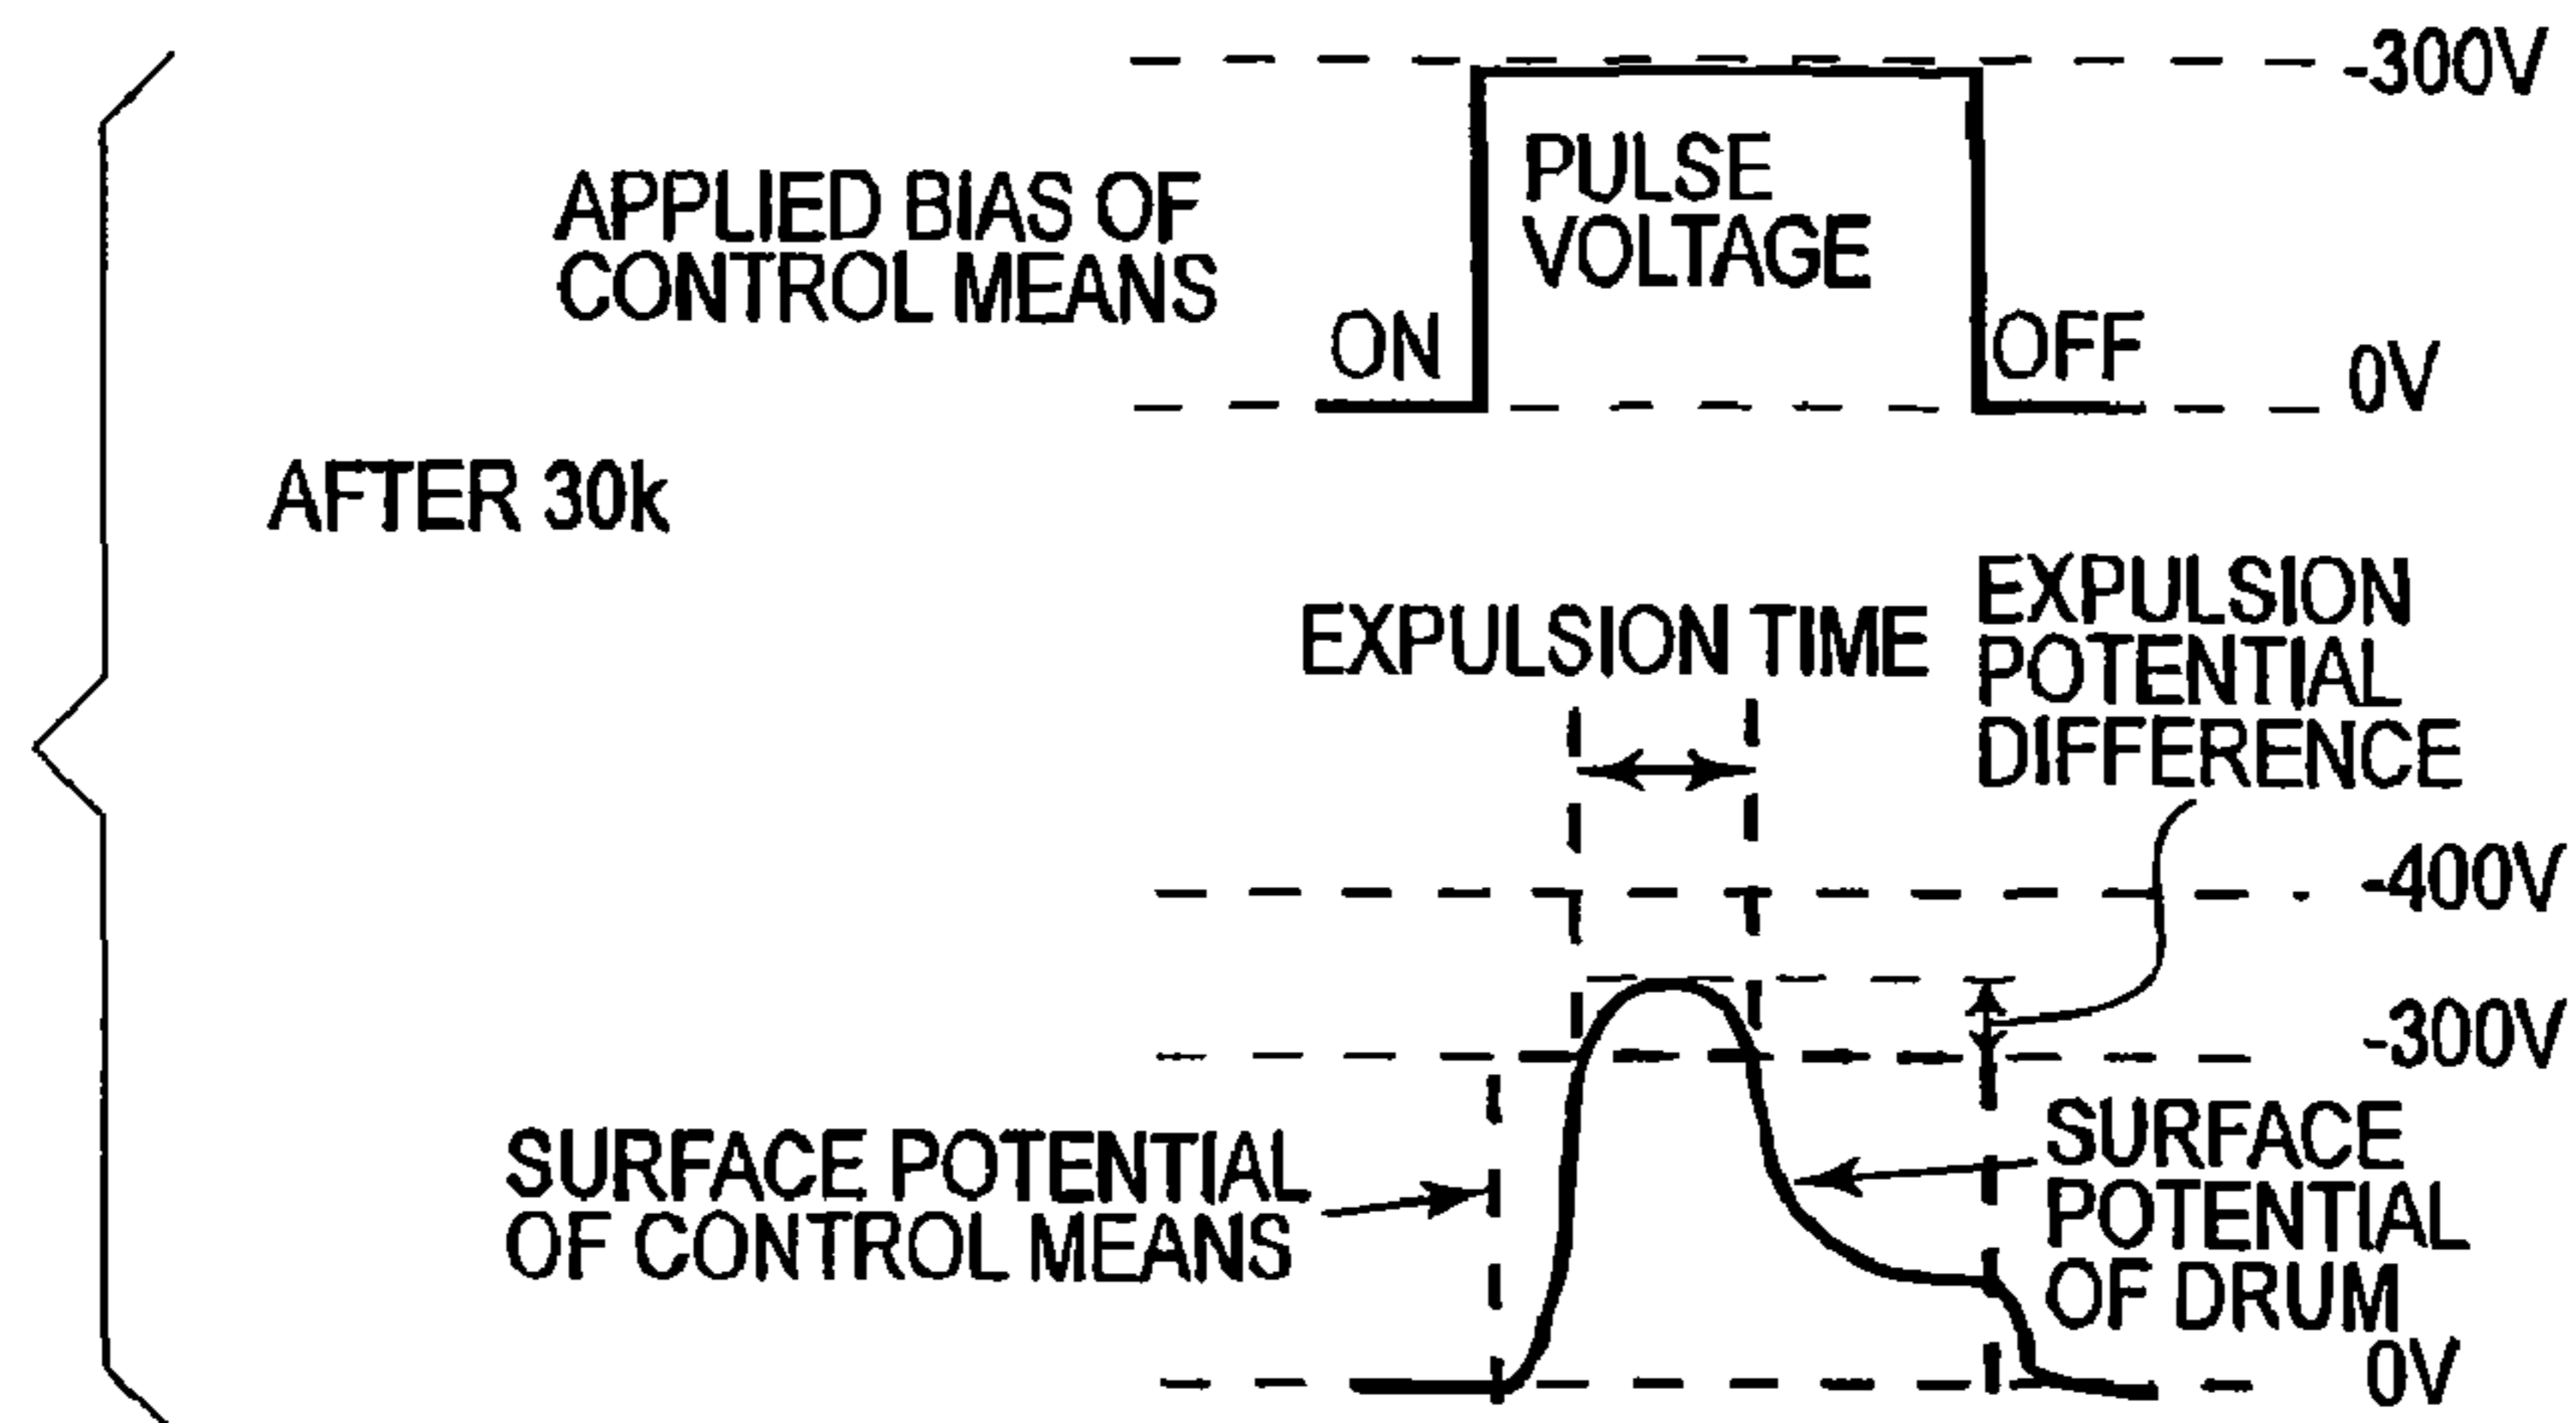 -300V
APPLIED BIAS OF
CONTROL MEANS
PULSE
VOLTAGE
ON
OFF
0V
AFTER 30k
EXPULSION TIME
EXPULSION
POTENTIAL
DIFFERENCE
-400V
-300V
SURFACE POTENTIAL
OF CONTROL MEANS
SURFACE
POTENTIAL
OF DRUM
0V